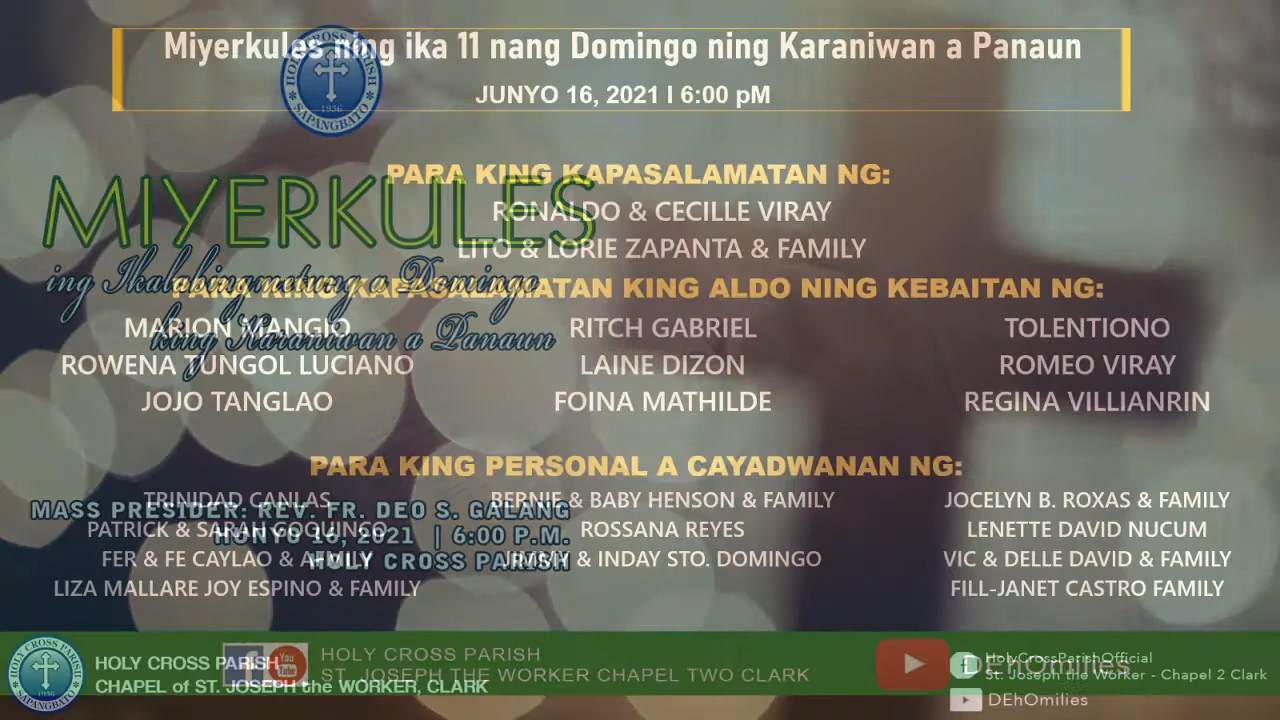 Miyerkules ning ika 11 nang Domingo ning Karaniwan a Panaun
JUNYO 16, 2021 I 6:00 pM
HOLY CROSS PARISH
1936
SAPANGBATO
PARA KING KAPASALAMATAN NG:
RONALDO & CECILLE VIRAY
LITO & LORIE ZAPANTA & FAMILY
MIYERKULES
ing Ikalabingmetung a Domingo
king Karaniwan a Panaun
PARA KING KAPASALAMATAN KING ALDO NING KEBAITAN NG:
MARION MANGIO RITCH GABRIEL TOLENTIONO
ROWENA TUNGOL LUCIANO LAINE DIZON ROMEO VIRAY
JOJO TANGLAO FOINA MATHILDE REGINA VILLIANRIN
PARA KING PERSONAL A CAYADWANAN NG:
TRINIDAD CANLAS BERNIE & BABY HENSON & FAMILY JOCELYN B. ROXAS & FAMILY
PATRICK & SARAH ROSSANA REYES LENETTE DAVID NUCUM
FER & FE CAYLAO & & INDAY STO. DOMINGO VIC & DELLE DAVID & FAMILY
LIZA MALLARE JOY ESPINO & FAMILY FILL-JANET CASTRO FAMILY
MASS PRESIDER: REV. FR. DEO S. GALANG
HUNYO 16, 2021 | 6:00 P.M.
HOLY CROSS PARISH
HOLY CROSS PARISH
CHAPEL of ST. JOSEPH the WORKER, CLARK
You Tube
HOLY CROSS PARISH
ST. JOSEPH THE WORKER CHAPEL TWO CLARK
DEhOmilies
HolyCrossParishOfficial
St. Joseph the Worker - Chapel 2 Clark
DEhOmilies